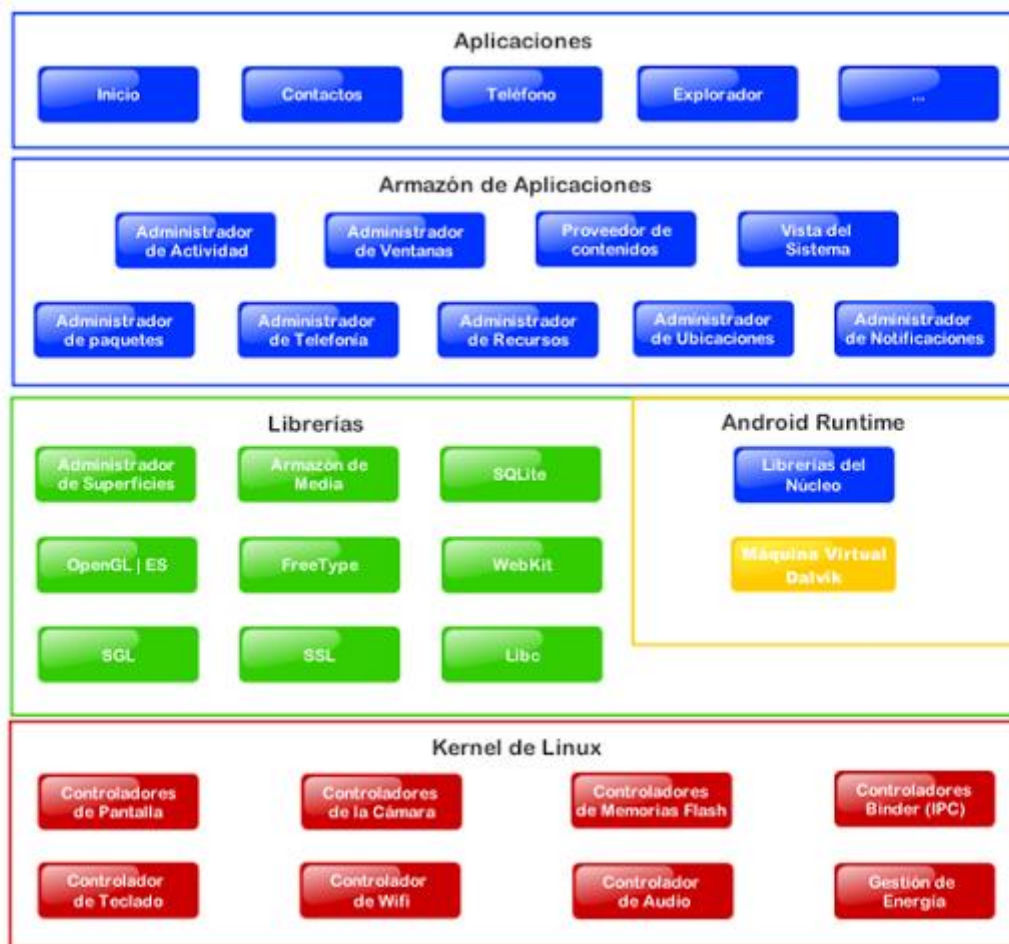 Aplicaciones
Inicio
Contactos
Teléfono
Explorador
...
Armazón de Aplicaciones
Administrador
de Actividad
Administrador
de Ventanas
Proveedor de
contenidos
Vista del
Sistema
Administrador
de paquetes
Administrador
de Telefonía
Administrador
de Recursos
Administrador
de Ubicaciones
Administrador
de Notificaciones
Librerías
Administrador
de Superficies
Armazón de
Media
SQLite
OpenGL | ES
FreeType
WebKit
SGL
SSL
Libc
Android Runtime
Librerías del
Núcleo
Máquina Virtual
Dalvik
Kernel de Linux
Controladores
de Pantalla
Controladores
de la Cámara
Controladores
de Memorias Flash
Controladores
Binder (IPC)
Controlador
de Teclado
Controlador
de Wifi
Controlador
de Audio
Gestión de
Energía